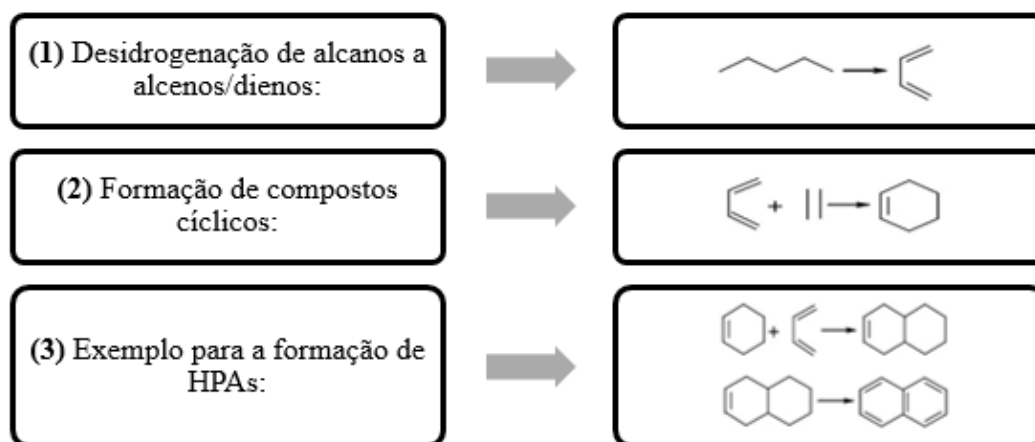 (1) Desidrogenação de alcanos a
alcenos/dienos:
(2) Formação de compostos
cíclicos:
+
(3) Exemplo para a formação de
HPAs:
+